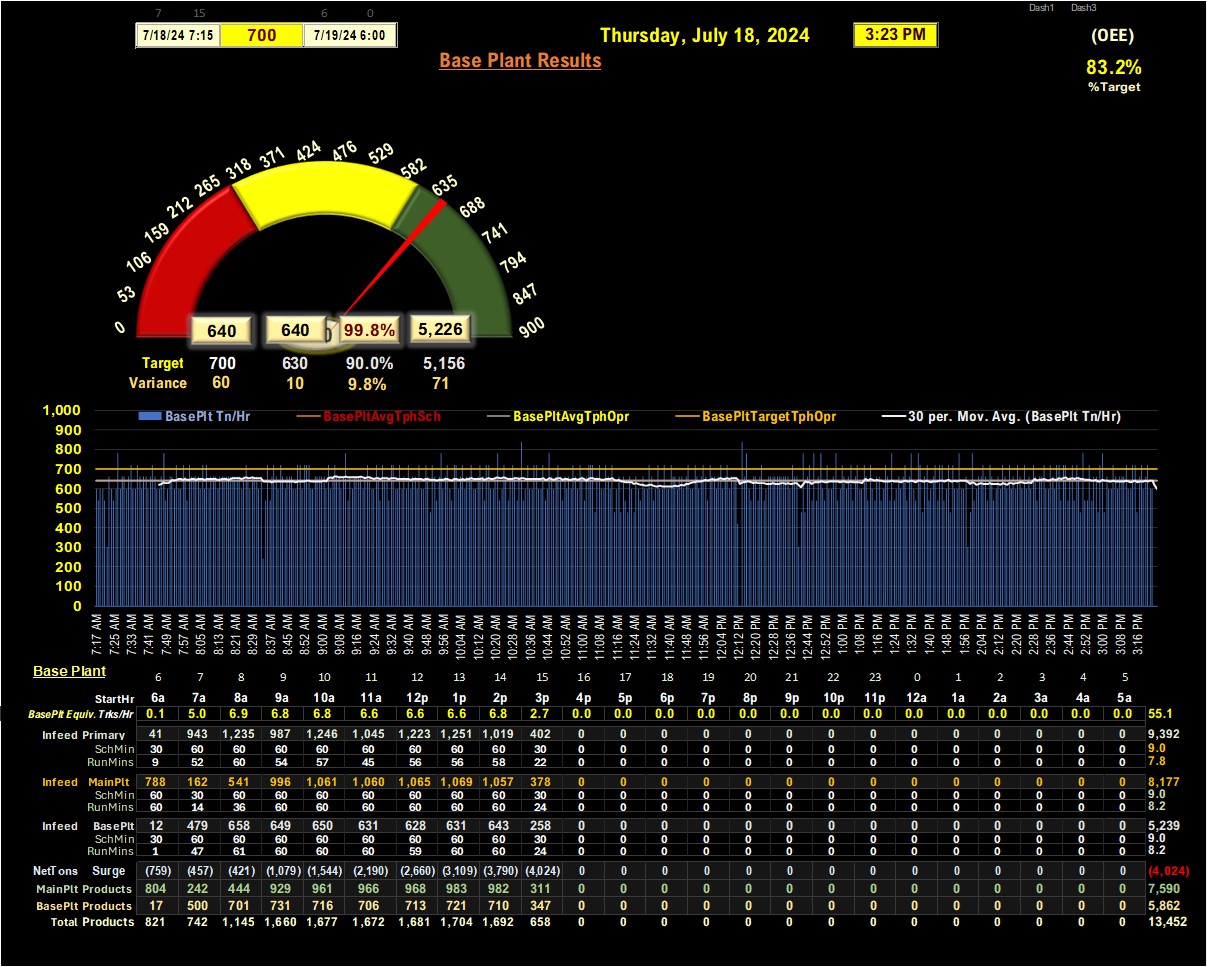 7 15 6 0 Dash1 Dash3
7/18/24 7:15 700 7/19/24 6:00 Thursday, July 18, 2024 3:23 PM (OEE)
Base Plant Results
83.2%
%Target
0 53 106 159 212 265 318 371 424 476 529 582 635 688 741 794 847 900
640 640 99.8% 5,226
Target 700 630 90.0% 5,156
Variance 60 10 9.8% 71
BasePlt Tn/Hr BasePltAvgTphSch BasePltAvgTphOpr BasePltTargetTphOpr 30 per. Mov. Avg. (BasePlt Tn/Hr)
1,000
900
800
700
600
500
400
300
200
100
0
7:17 AM 7:25 AM 7:33 AM 7:41 AM 7:49 AM 7:57 AM 8:05 AM 8:13 AM 8:21 AM 8:29 AM 8:37 AM 8:45 AM 8:52 AM 9:00 AM 9:08 AM 9:16 AM 9:24 AM 9:32 AM 9:40 AM 9:48 AM 9:56 AM 10:04 AM 10:12 AM 10:20 AM 10:28 AM 10:36 AM 10:44 AM 10:52 AM 11:00 AM 11:08 AM 11:16 AM 11:24 AM 11:32 AM 11:40 AM 11:48 AM 11:56 AM 12:04 PM 12:12 PM 12:20 PM 12:28 PM 12:36 PM 12:44 PM 12:52 PM 1:00 PM 1:08 PM 1:16 PM 1:24 PM 1:32 PM 1:40 PM 1:48 PM 1:56 PM 2:04 PM 2:12 PM 2:20 PM 2:28 PM 2:36 PM 2:44 PM 2:52 PM 3:00 PM 3:08 PM 3:16 PM
Base Plant
6 7 8 9 10 11 12 13 14 15 16 17 18 19 20 21 22 23 0 1 2 3 4 5
StartHr 6a 7a 8a 9a 10a 11a 12p 1p 2p 3p 4p 5p 6p 7p 8p 9p 10p 11p 12a 1a 2a 3a 4a 5a
BasePlt Equiv. Trks/Hr 0.1 5.0 6.9 6.8 6.8 6.6 6.6 6.6 6.8 2.7 0.0 0.0 0.0 0.0 0.0 0.0 0.0 0.0 0.0 0.0 0.0 0.0 0.0 0.0 55.1
Infeed Primary 41 943 1,235 987 1,246 1,045 1,223 1,251 1,019 402 0 0 0 0 0 0 0 0 0 0 0 0 0 0 9,392
SchMin 30 60 60 60 60 60 60 60 60 30 0 0 0 0 0 0 0 0 0 0 0 0 0 0 9.0
RunMins 9 52 60 54 57 45 56 56 58 22 0 0 0 0 0 0 0 0 0 0 0 0 0 0 7.8
Infeed MainPlt 788 162 541 996 1,061 1,060 1,065 1,069 1,057 378 0 0 0 0 0 0 0 0 0 0 0 0 0 0 8,177
SchMin 60 30 60 60 60 60 60 60 60 30 0 0 0 0 0 0 0 0 0 0 0 0 0 0 9.0
RunMins 60 14 36 60 60 60 60 60 60 24 0 0 0 0 0 0 0 0 0 0 0 0 0 0 8.2
Infeed BasePlt 12 479 658 649 650 631 628 631 643 258 0 0 0 0 0 0 0 0 0 0 0 0 0 0 5,239
SchMin 30 60 60 60 60 60 60 60 60 30 0 0 0 0 0 0 0 0 0 0 0 0 0 0 9.0
RunMins 1 47 61 60 60 60 59 60 60 24 0 0 0 0 0 0 0 0 0 0 0 0 0 0 8.2
NetTons Surge (759) (457) (421) (1,079) (1,544) (2,190) (2,660) (3,109) (3,790) (4,024) 0 0 0 0 0 0 0 0 0 0 0 0 0 0 (4,024)
MainPlt Products 804 242 444 929 961 966 968 983 982 311 0 0 0 0 0 0 0 0 0 0 0 0 0 0 7,590
BasePlt Products 17 500 701 731 716 706 713 721 710 347 0 0 0 0 0 0 0 0 0 0 0 0 0 0 5,862
Total Products 821 742 1,145 1,660 1,677 1,672 1,681 1,704 1,692 658 0 0 0 0 0 0 0 0 0 0 0 0 0 0 13,452